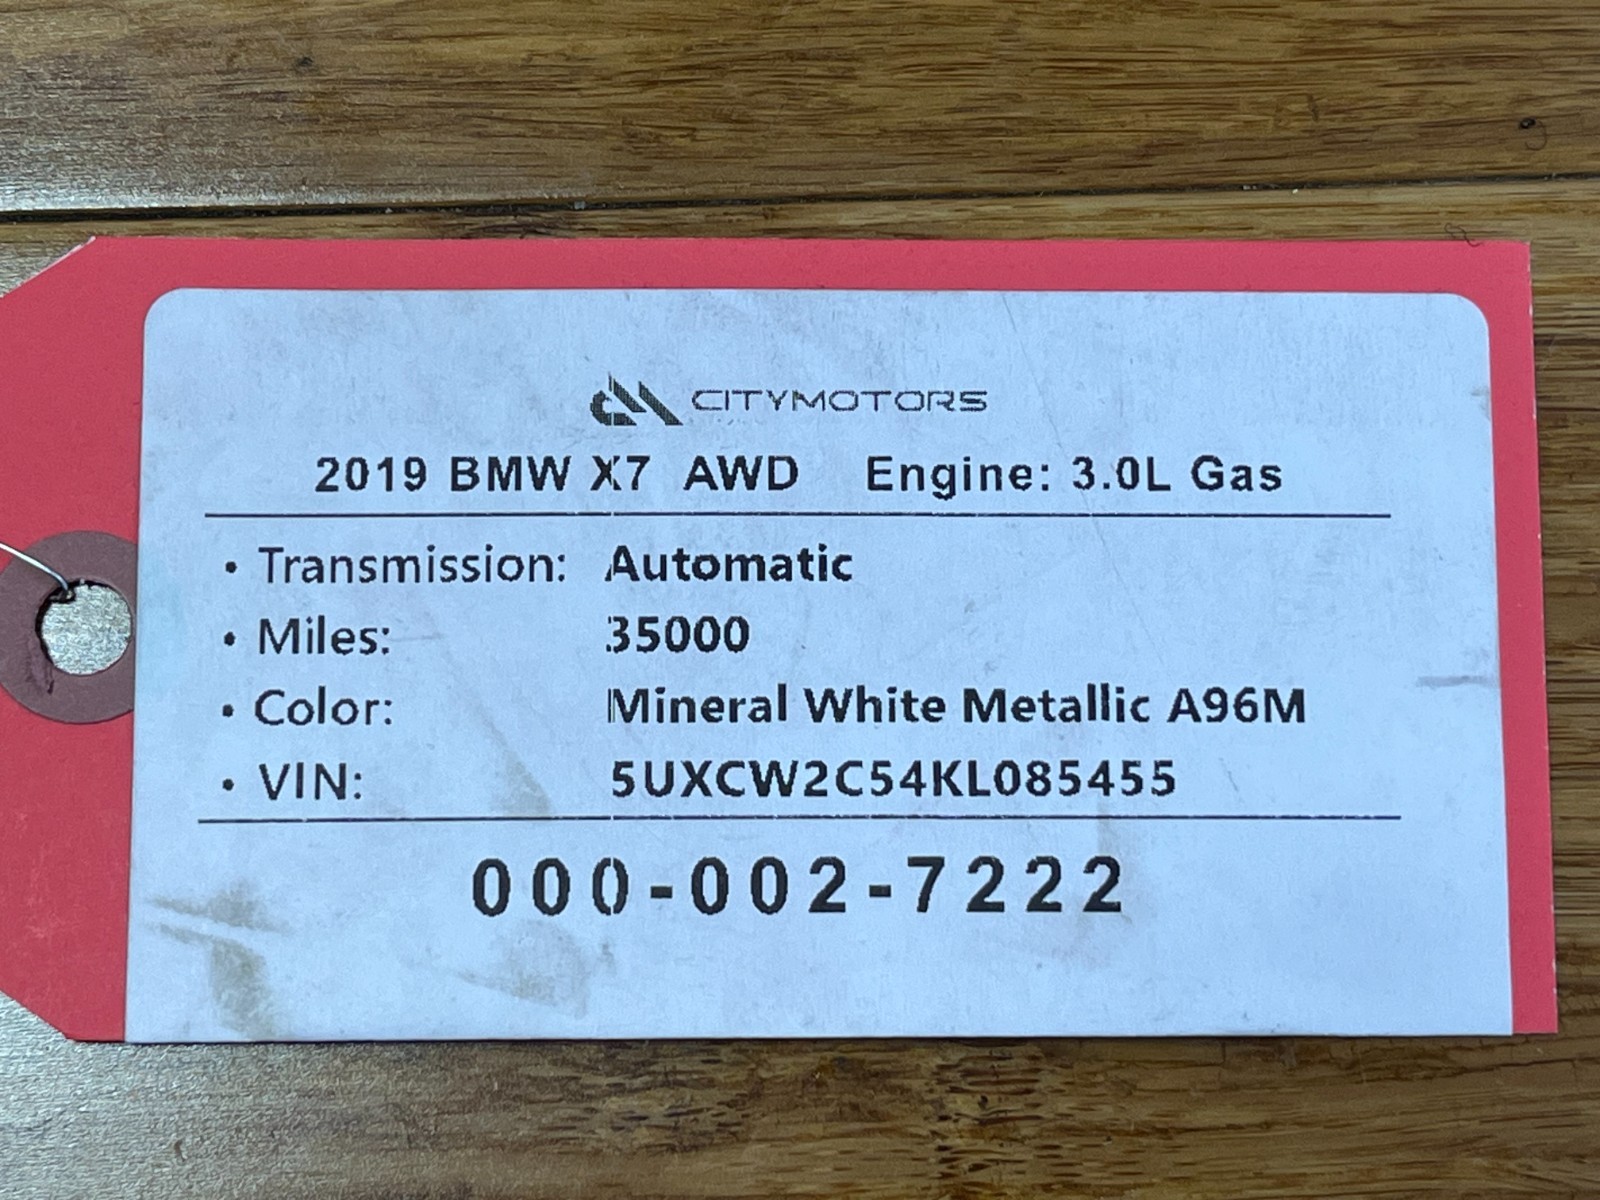 CITYMOTORS
2019 BMW X7 AWD Engine: 3.0L Gas
• Transmission: Automatic
• Miles: 35000
• Color: Mineral White Metallic A96M
• VIN: 5UXCW2C54KL085455
000-002-7222